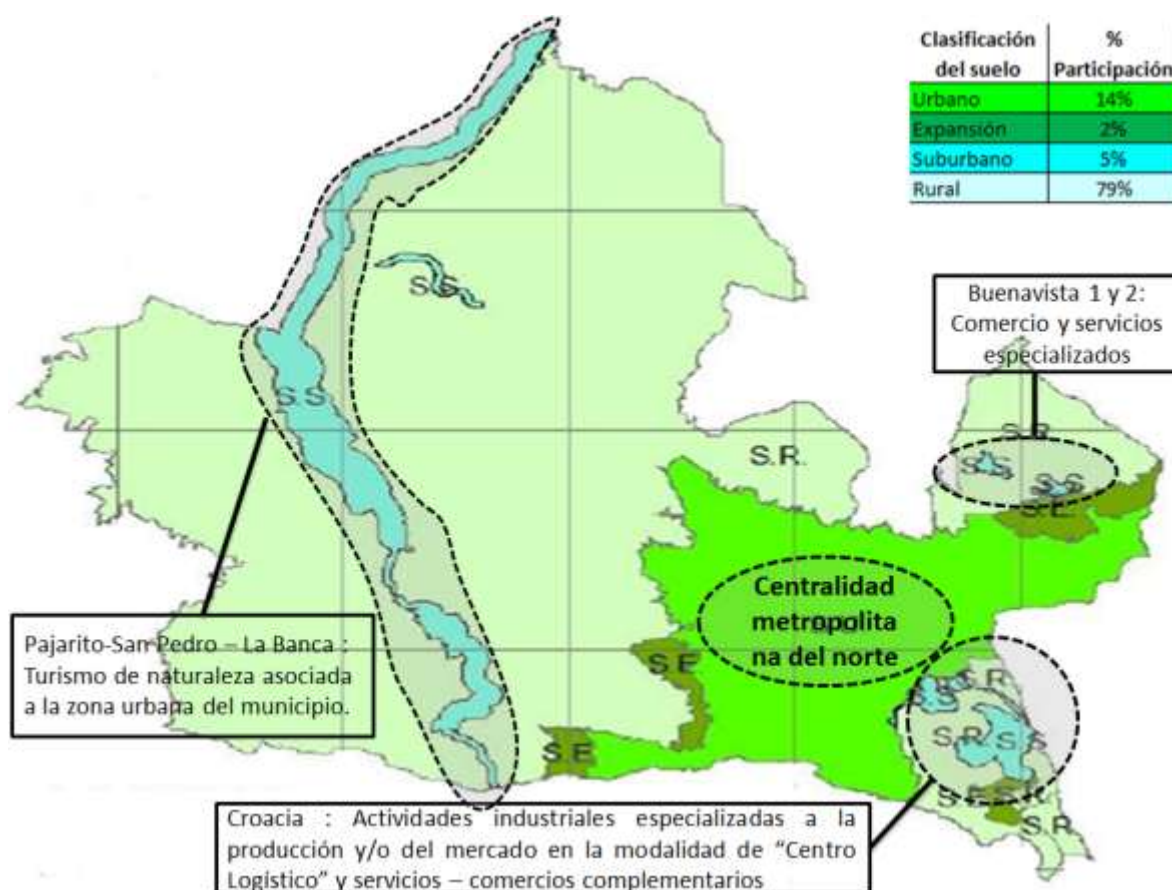 Clasificación del suelo % Participación
Urbano 14%
Expansión 2%
Suburbano 5%
Rural 79%
S.S
S.S
Buenavista 1 y 2:
Comercio y servicios
especializados
S.R.
S.R.
S.S
S.S
S.E.
Centralidad
metropolita
na del norte
Pajarito-San Pedro – La Banca :
Turismo de naturaleza asociada
a la zona urbana del municipio.
S.E
S.E
S.R
S.S
S.R
S.S
S.R
Croacia : Actividades industriales especializadas a la
producción y/o del mercado en la modalidad de “Centro
Logístico” y servicios – comercios complementarios